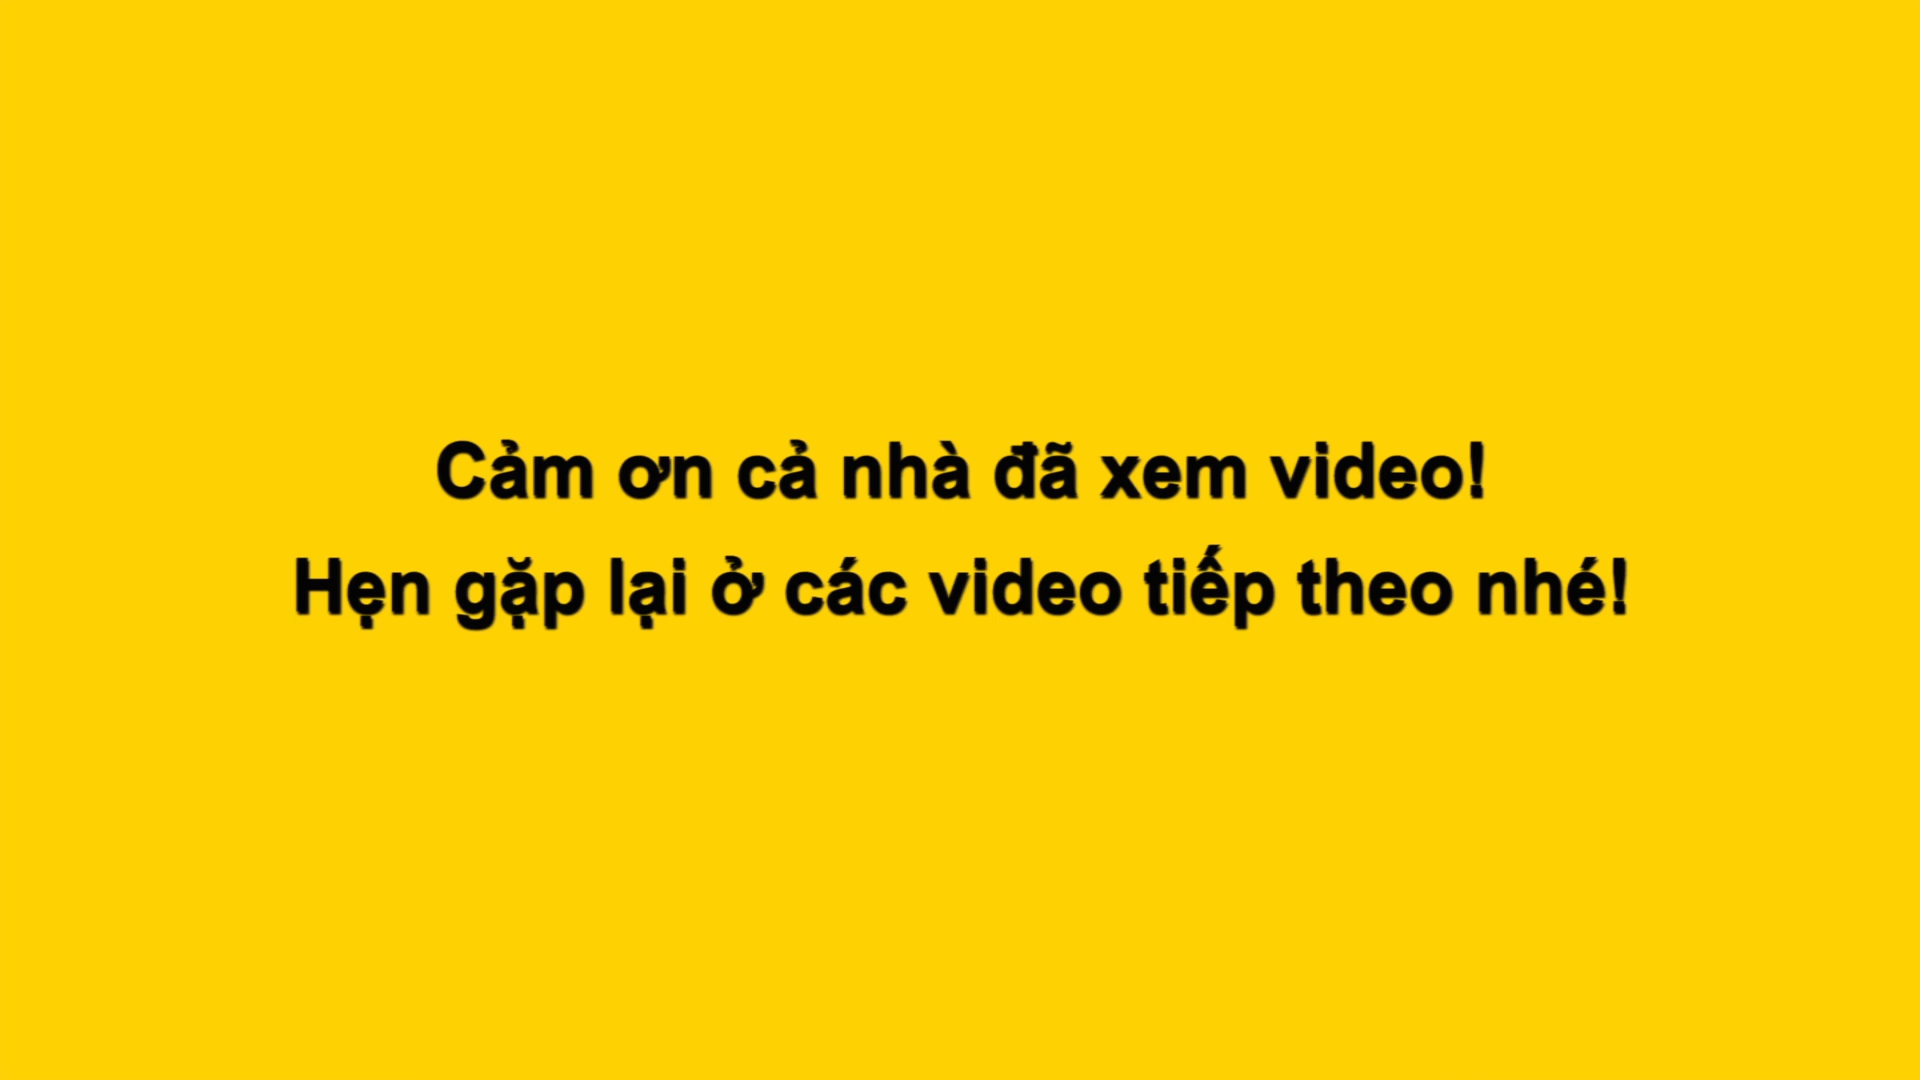 Cảm ơn cả nhà đã xem video!
Hẹn gặp lại ở các video tiếp theo nhé!